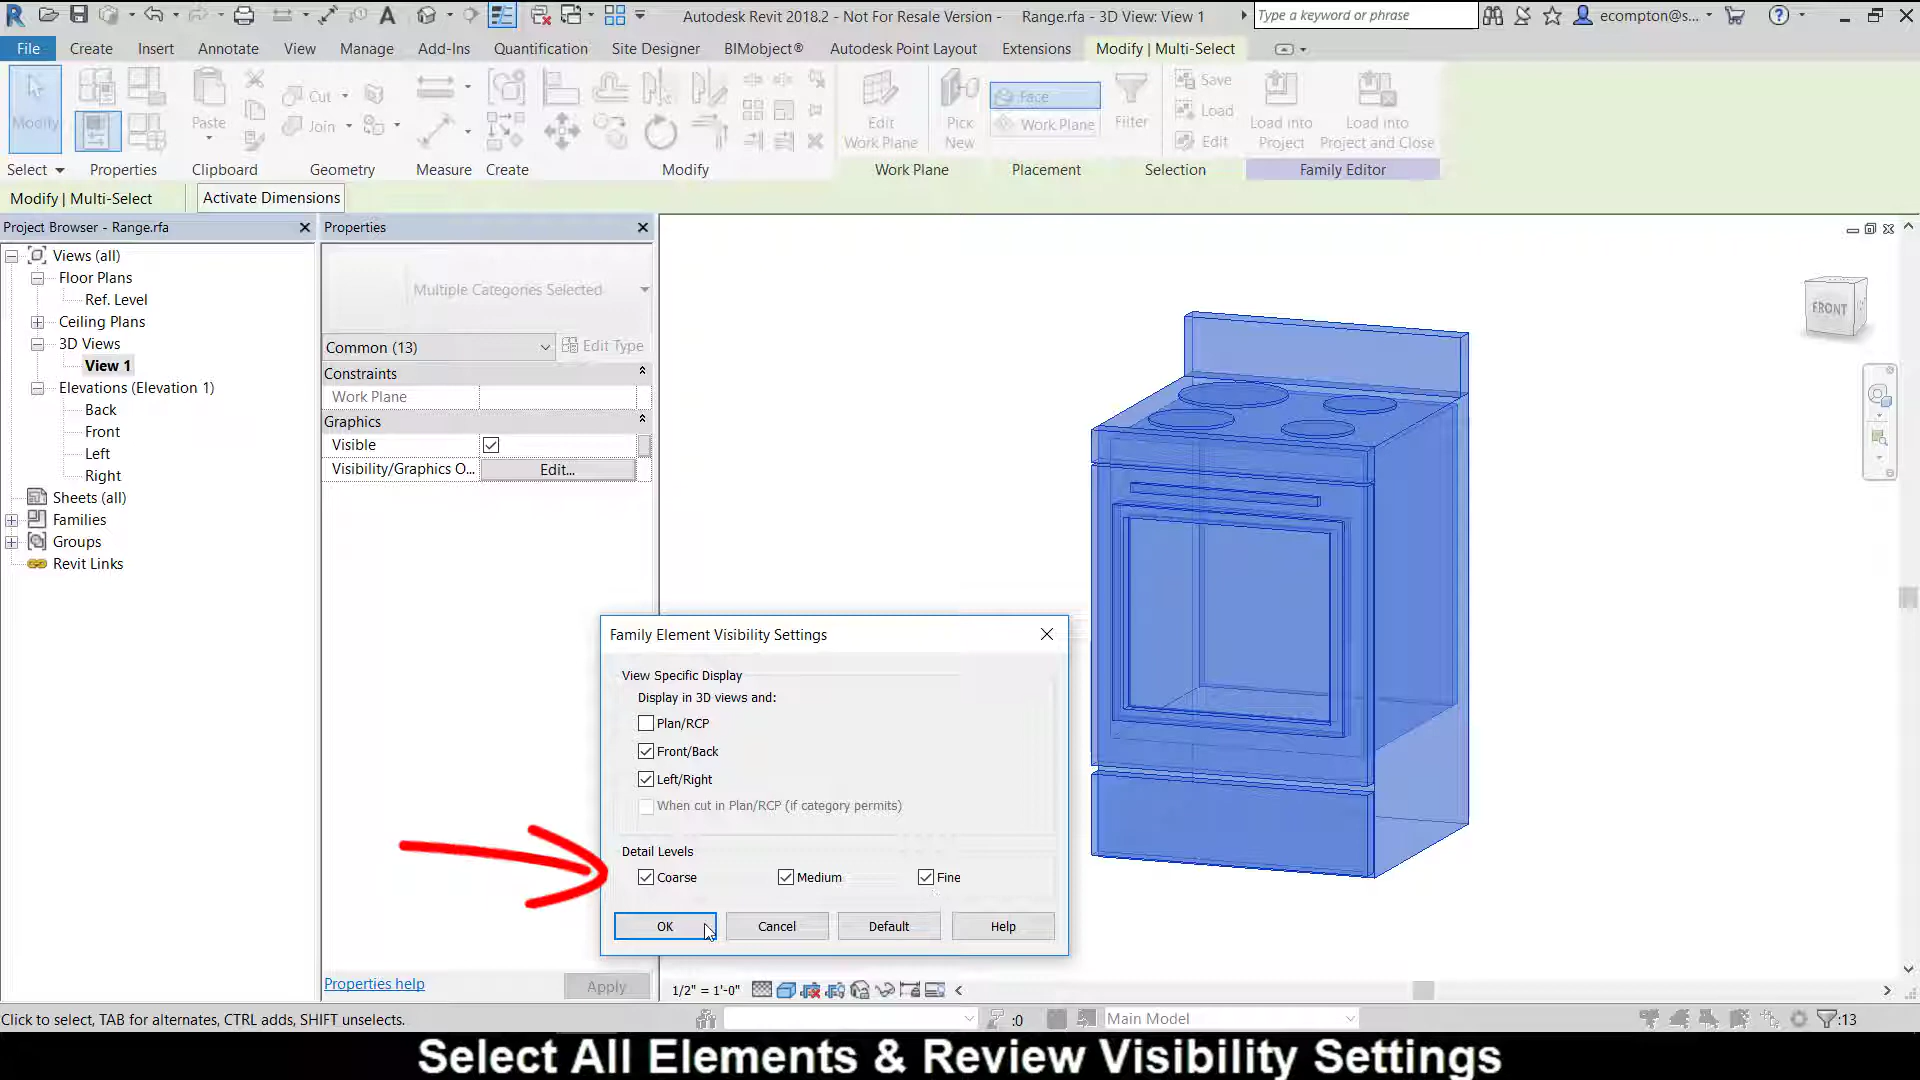 Autodesk Revit 2018.2 - Not For Resale Version - Range.rfa - 3D View: View 1
Type a keyword or phrase
ecompton@s...
File Create Insert Annotate View Manage Add-Ins Quantification Site Designer BIMobject® Autodesk Point Layout Extensions Modify | Multi-Select
Modify
Paste
Cut
Join
Edit
Work Plane
Pick
New
Face
Work Plane
Filter
Save
Load
Edit
Load into
Project
Load into
Project and Close
Select Properties Clipboard Geometry Measure Create Modify Work Plane Placement Selection Family Editor
Modify | Multi-Select
Activate Dimensions
Project Browser - Range.rfa
Views (all)
Floor Plans
Ref. Level
Ceiling Plans
3D Views
View 1
Elevations (Elevation 1)
Back
Front
Left
Right
Sheets (all)
Families
Groups
Revit Links
Properties
Multiple Categories Selected
Common (13)
Edit Type
Constraints
Work Plane
Graphics
Visible
Visibility/Graphics O...
Edit...
Properties help
Apply
FRONT
Family Element Visibility Settings
View Specific Display
Display in 3D views and:
Plan/RCP
Front/Back
Left/Right
When cut in Plan/RCP (if category permits)
Detail Levels
Coarse Medium Fine
OK Cancel Default Help
1/2" = 1'-0"
Click to select, TAB for alternates, CTRL adds, SHIFT unselects.
:0
Main Model
:13
Select All Elements & Review Visibility Settings